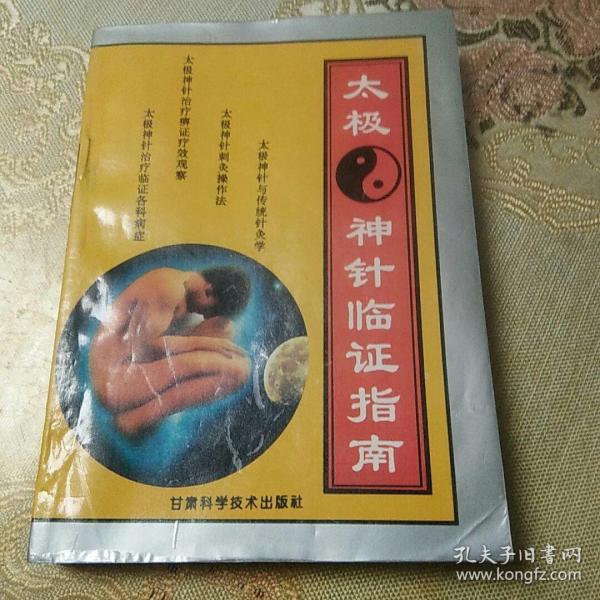 太极神针临证指南
太极神针与传统针灸学
太极神针刺灸操作法
太极神针治疗痹证疗效观察
太极神针治疗临证各科病症
甘肃科学技术出版社
孔夫子旧书网
www.kongfz.com